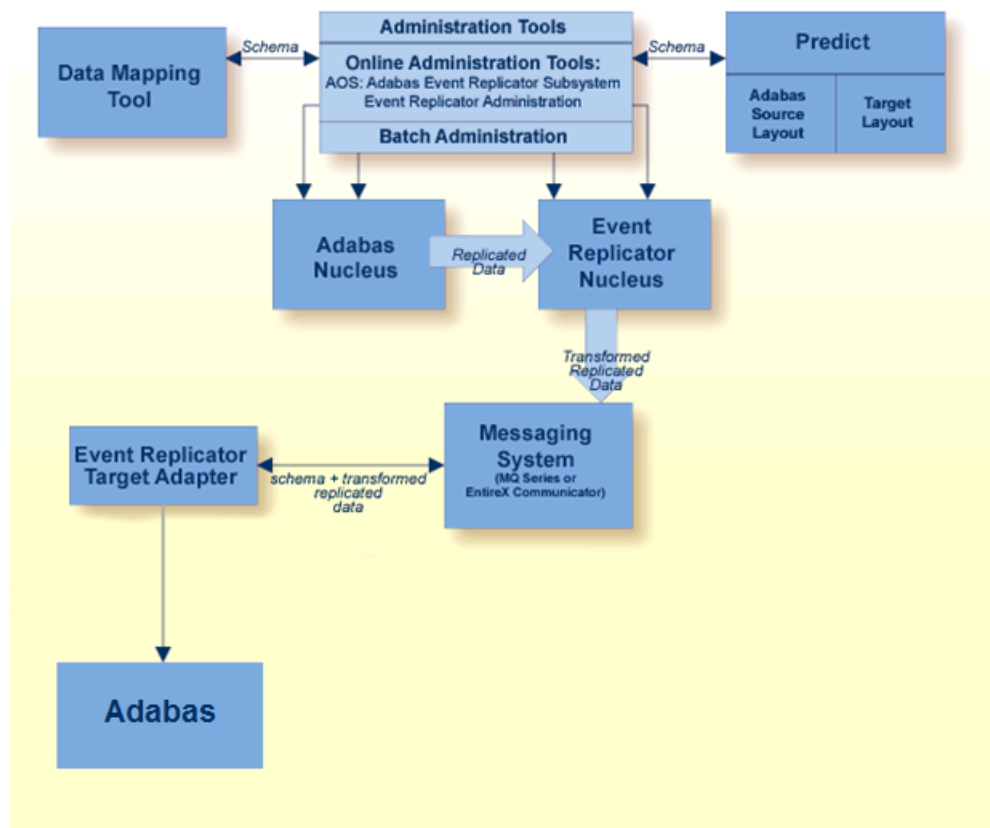 Administration Tools
Schema
Schema
Predict
Data Mapping
Tool
Online Administration Tools:
AOS: Adabas Event Replicator Subsystem
Event Replicator Administration
Batch Administration
Adabas
Source
Layout
Target
Layout
Adabas
Nucleus
Replicated
Data
Event
Replicator
Nucleus
Transformed
Replicated
Data
Event Replicator
Target Adapter
schema + transformed
replicated
data
Messaging
System
(MQ Series or
EntireX Communicator)
Adabas